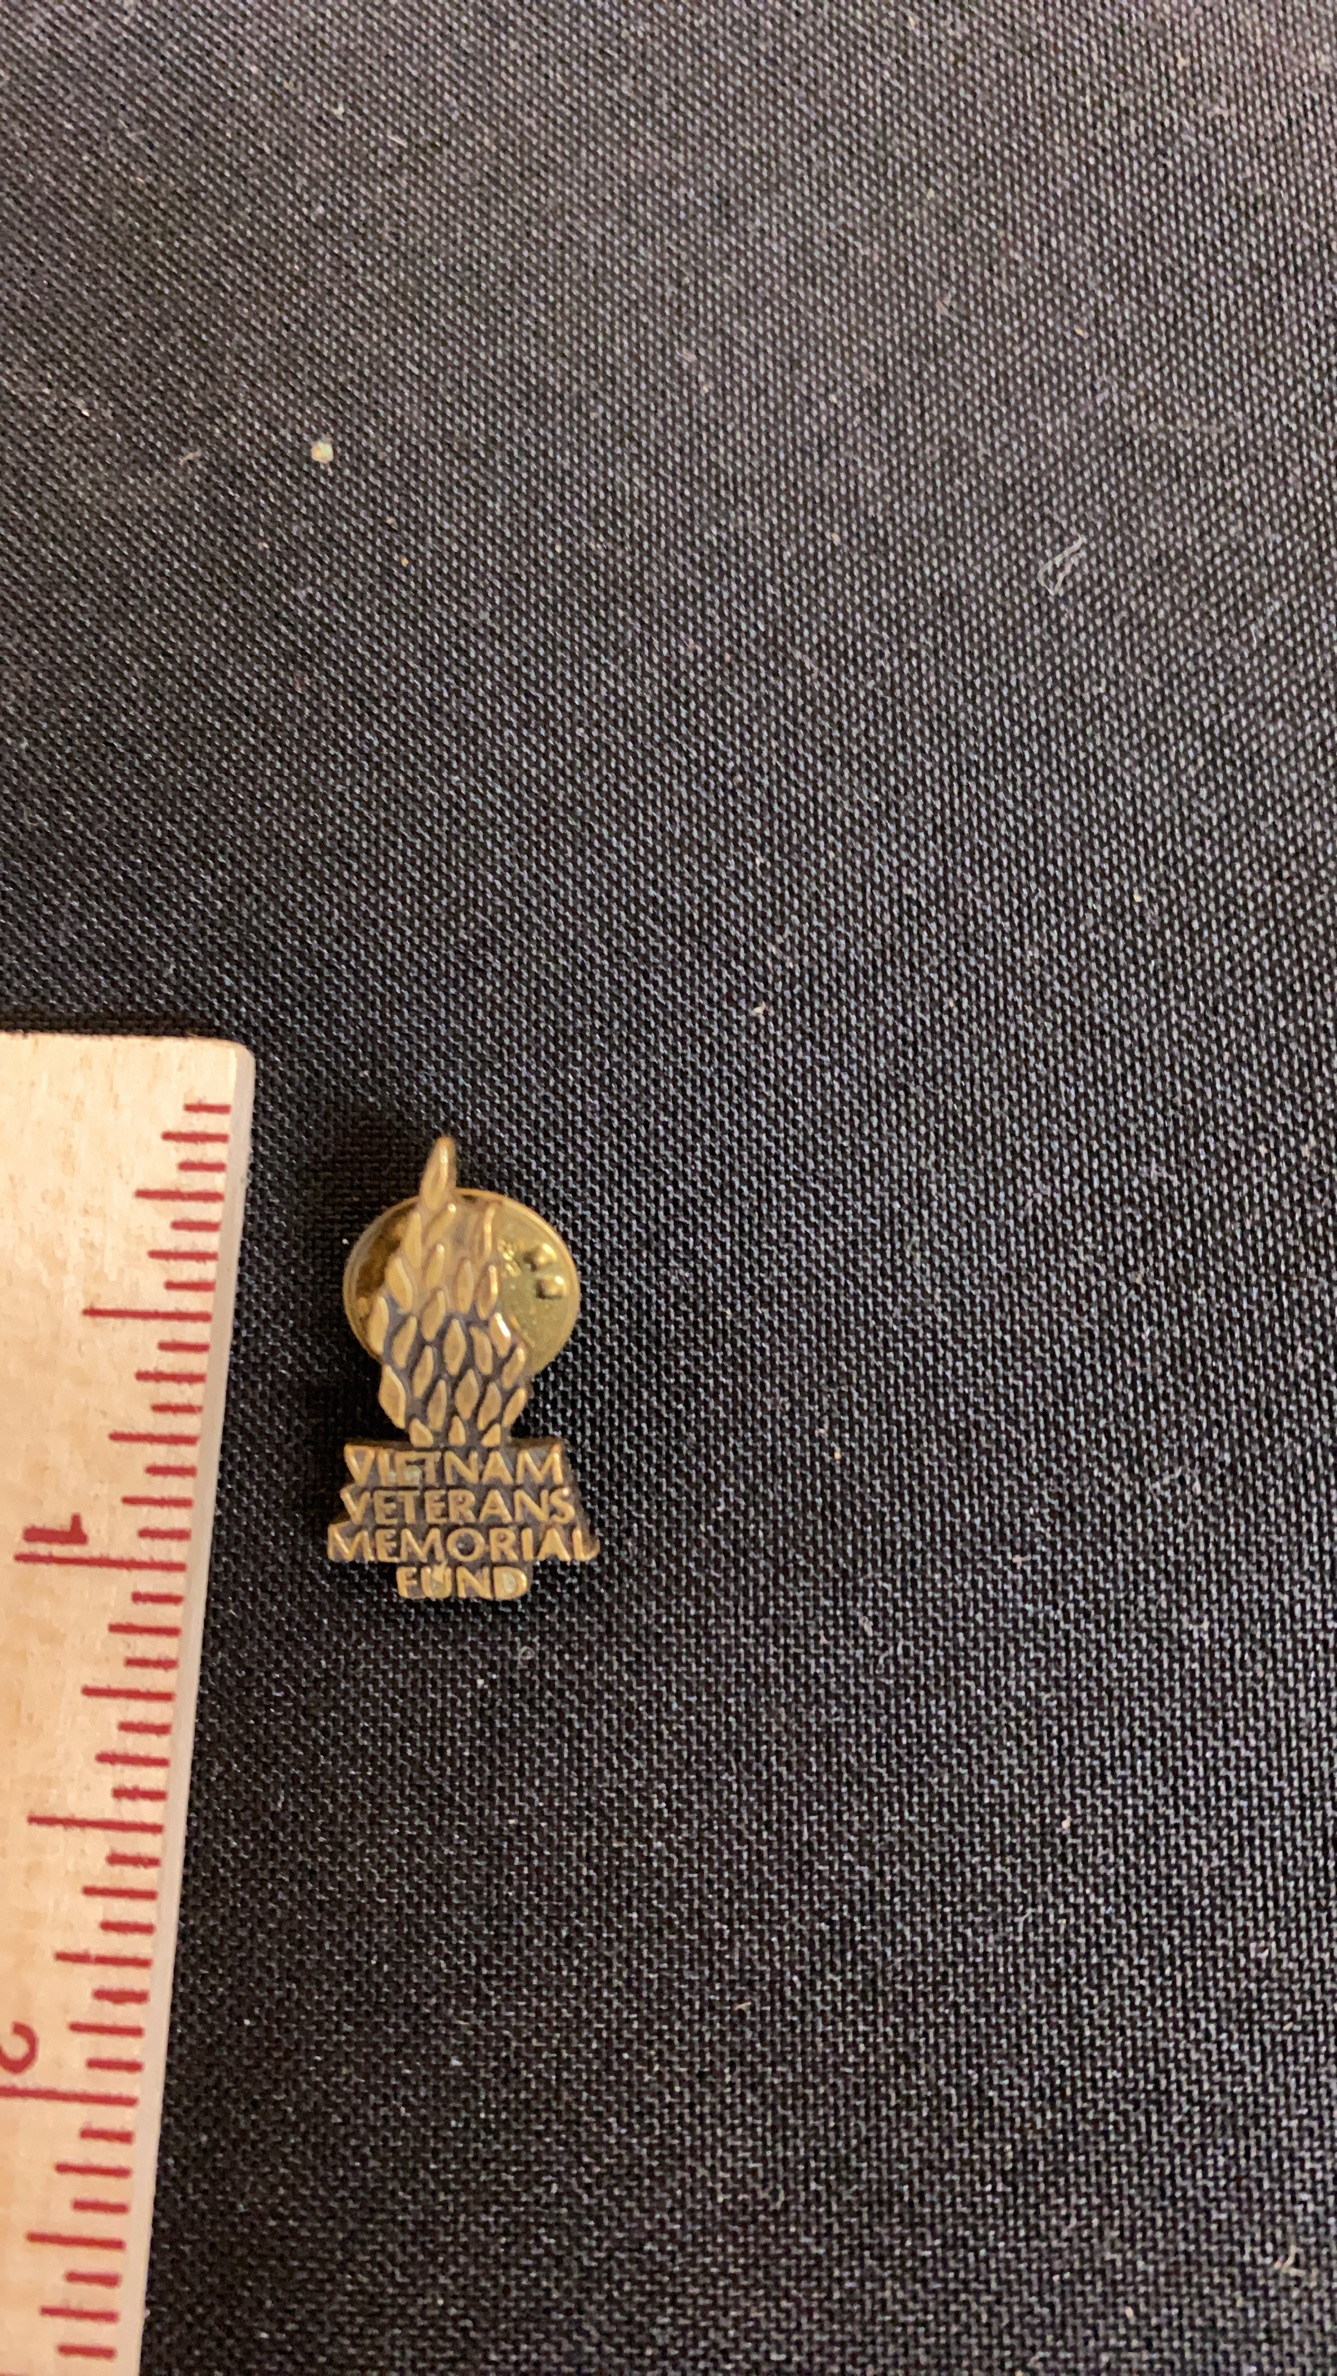 VIETNAM
VETERANS
MEMORIAL
FUND
1
2